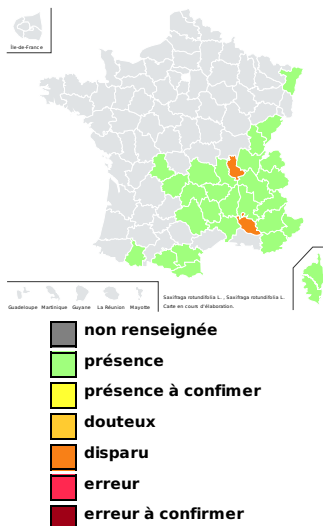 Île-de-France
Guadeloupe Martinique Guyane La Réunion Mayotte
Saxifraga rotundifolia L. , Saxifraga rotundifolia L.
Carte en cours d'élaboration.
non renseignée
présence
présence à confimer
douteux
disparu
erreur
erreur à confirmer